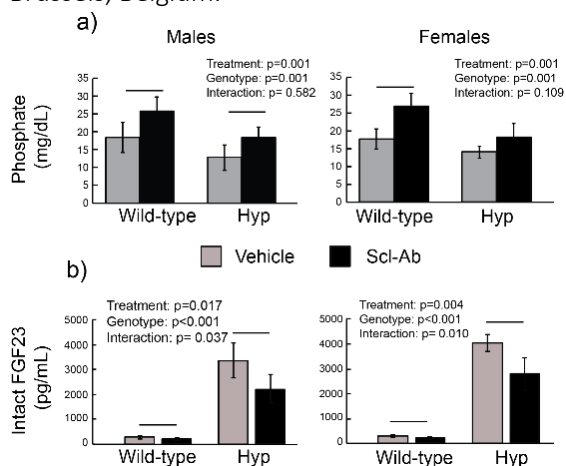 Brussels, Belgium.
a)
Males
Females
Treatment: p=0.001
Genotype: p=0.001
Interaction: p= 0.582
Treatment: p=0.001
Genotype: p=0.001
Interaction: p= 0.109
Phosphate
(mg/dL)
35
30
25
20
15
10
5
0
35
30
25
20
15
10
5
0
Wild-type
Hyp
Wild-type
Hyp
Vehicle
Scl-Ab
b)
Treatment: p=0.017
Genotype: p<0.001
Interaction: p= 0.037
Treatment: p=0.004
Genotype: p<0.001
Interaction: p= 0.010
Intact FGF23
(pg/mL)
5000
4000
3000
2000
1000
0
5000
4000
3000
2000
1000
0
Wild-type
Hyp
Wild-type
Hyp